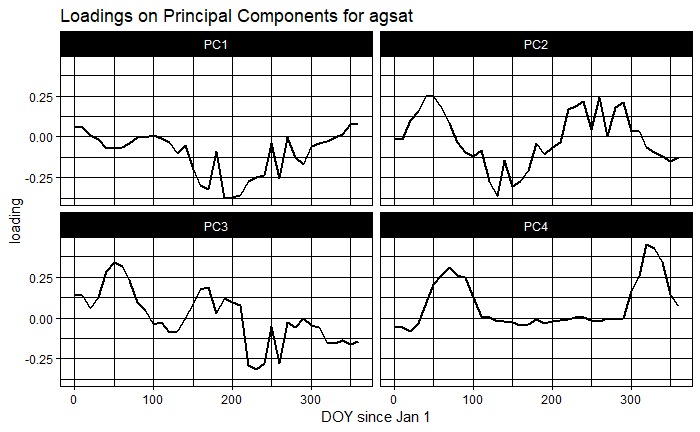 Loadings on Principal Components for agsat
PC1
PC2
0.25
0.00
-0.25
loading
PC3
PC4
0.25
0.00
-0.25
0
100
200
300
0
100
200
300
DOY since Jan 1